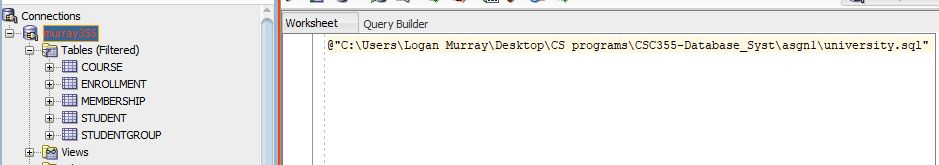 Connections
murray355
Tables (Filtered)
COURSE
ENROLLMENT
MEMBERSHIP
STUDENT
STUDENTGROUP
Views
Worksheet Query Builder
@"C:\Users\Logan Murray\Desktop\CS programs\CSC355-Database_Syst\asgn1\university.sql"